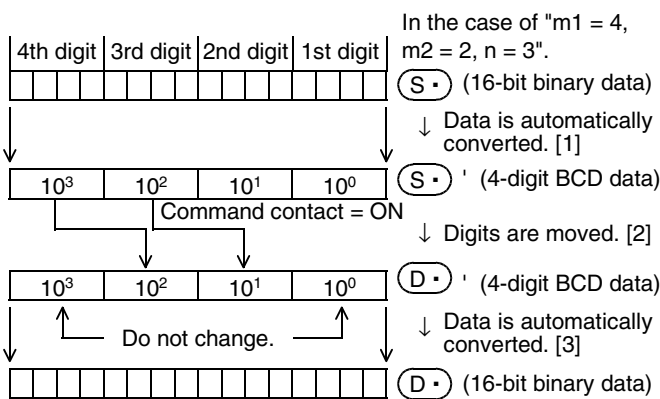 In the case of "m1 = 4,
m2 = 2, n = 3".
4th digit 3rd digit 2nd digit 1st digit
S· (16-bit binary data)
↓ Data is automatically
converted. [1]
10³ 10² 10¹ 10⁰ S· ' (4-digit BCD data)
Command contact = ON
↓ Digits are moved. [2]
10³ 10² 10¹ 10⁰ D· ' (4-digit BCD data)
Do not change.
↓ Data is automatically
converted. [3]
D· (16-bit binary data)